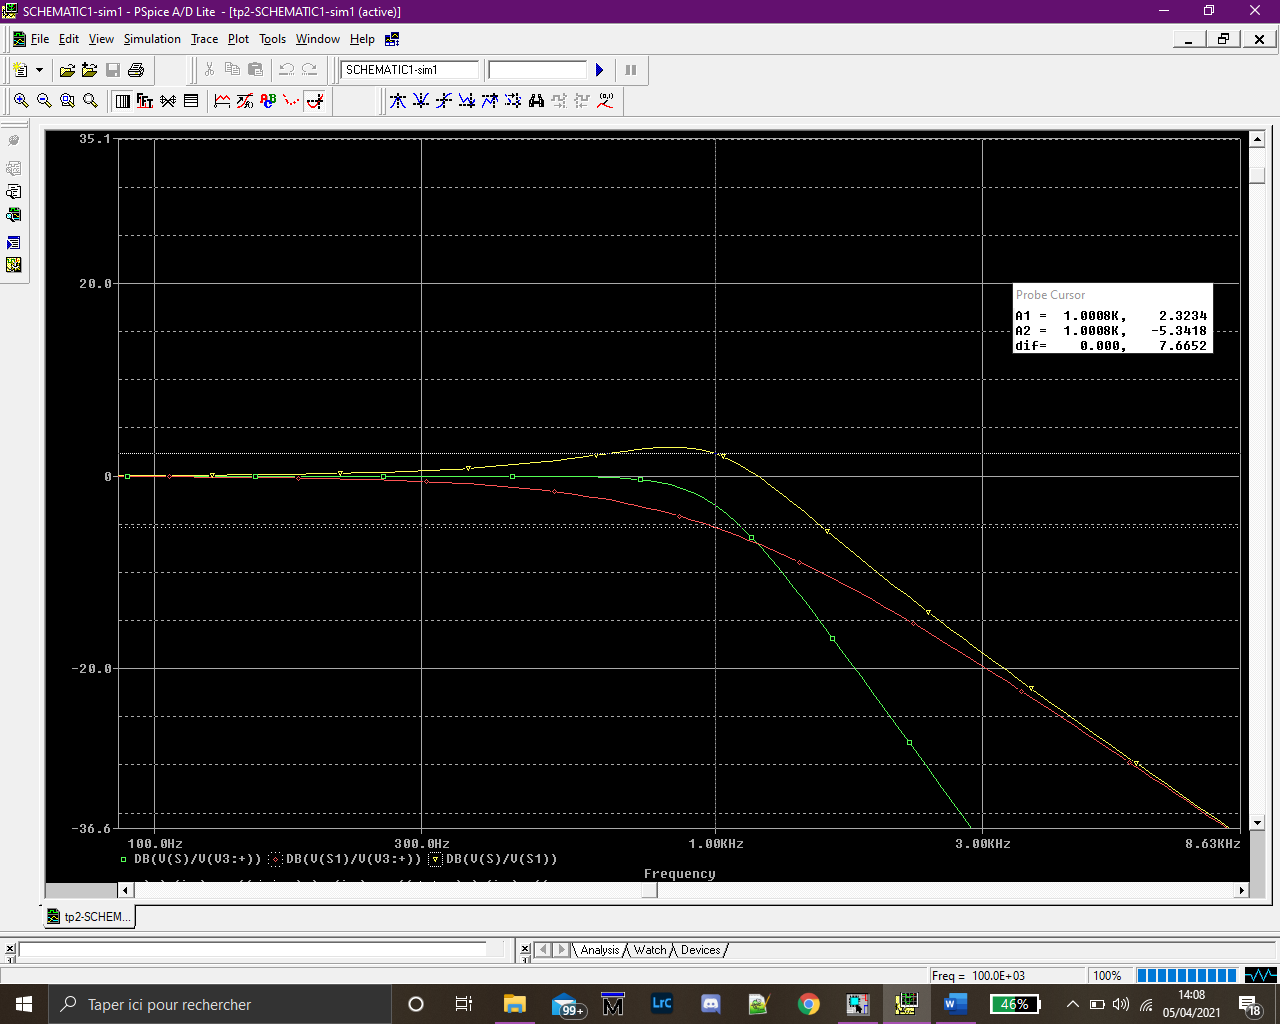 SCHEMATIC1-sim1 - PSpice A/D Lite - [tp2-SCHEMATIC1-sim1 (active)]
File Edit View Simulation Trace Plot Tools Window Help
SCHEMATIC1-sim1
35.1
20.0
Probe Cursor
A1 = 1.0008K, 2.3234
A2 = 1.0008K, -5.3418
dif= 0.000, 7.6652
0
-20.0
-36.6
100.0Hz 300.0Hz 1.00KHz 3.00KHz 8.63KHz
DB(V(S)/V(V3:+)) DB(V(S1)/V(V3:+)) DB(V(S)/V(S1))
Frequency
tp2-SCHEM...
Analysis Watch Devices
Freq = 100.0E+03 100%
Taper ici pour rechercher
99+
M
LrC
W
46%
14:08
05/04/2021
18